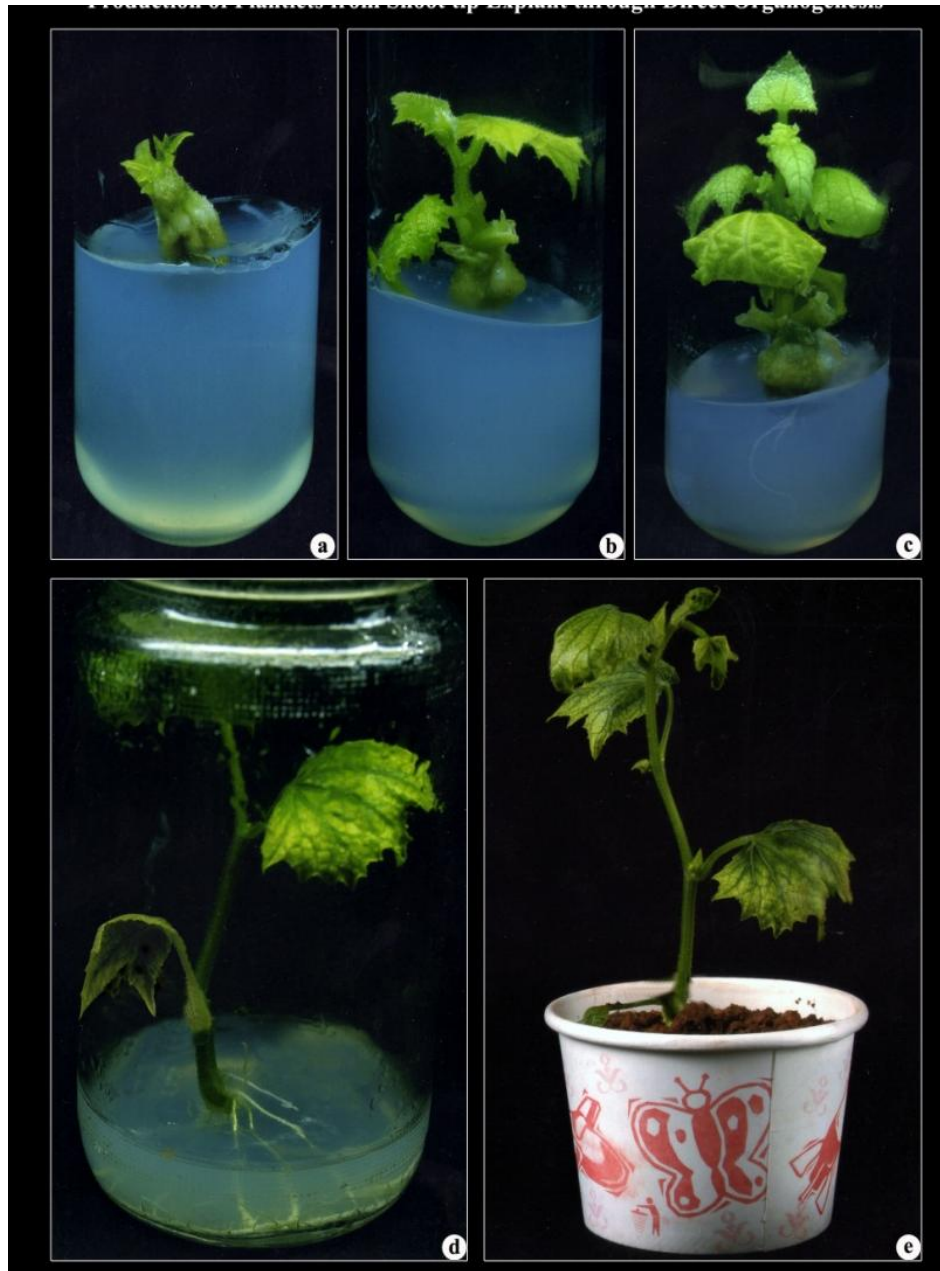 Production of Plantlets from Shoot tip Explant through Direct Organogenesis
a
b
c
d
e